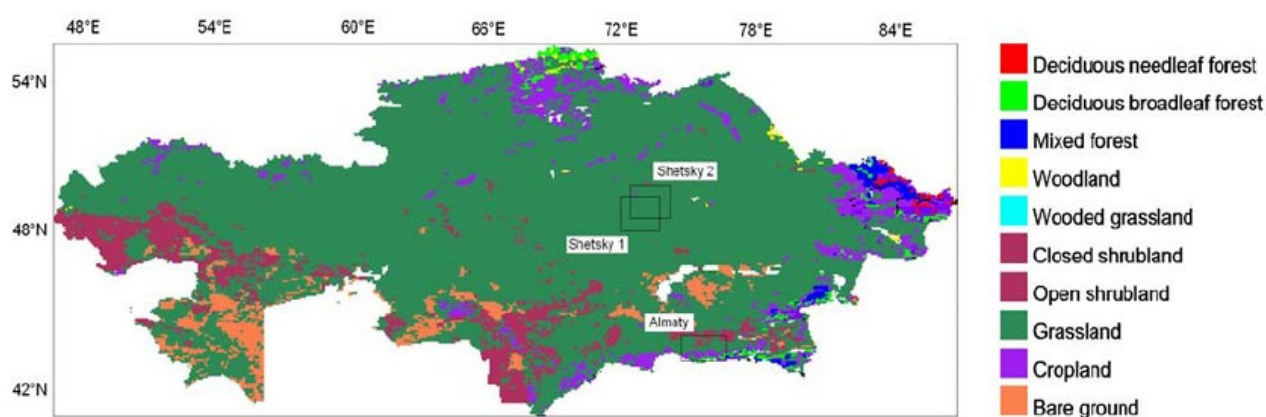 48°E 54°E 60°E 66°E 72°E 78°E 84°E
54°N
48°N
42°N
Shetsky 2
Shetsky 1
Almaty
Deciduous needleaf forest
Deciduous broadleaf forest
Mixed forest
Woodland
Wooded grassland
Closed shrubland
Open shrubland
Grassland
Cropland
Bare ground